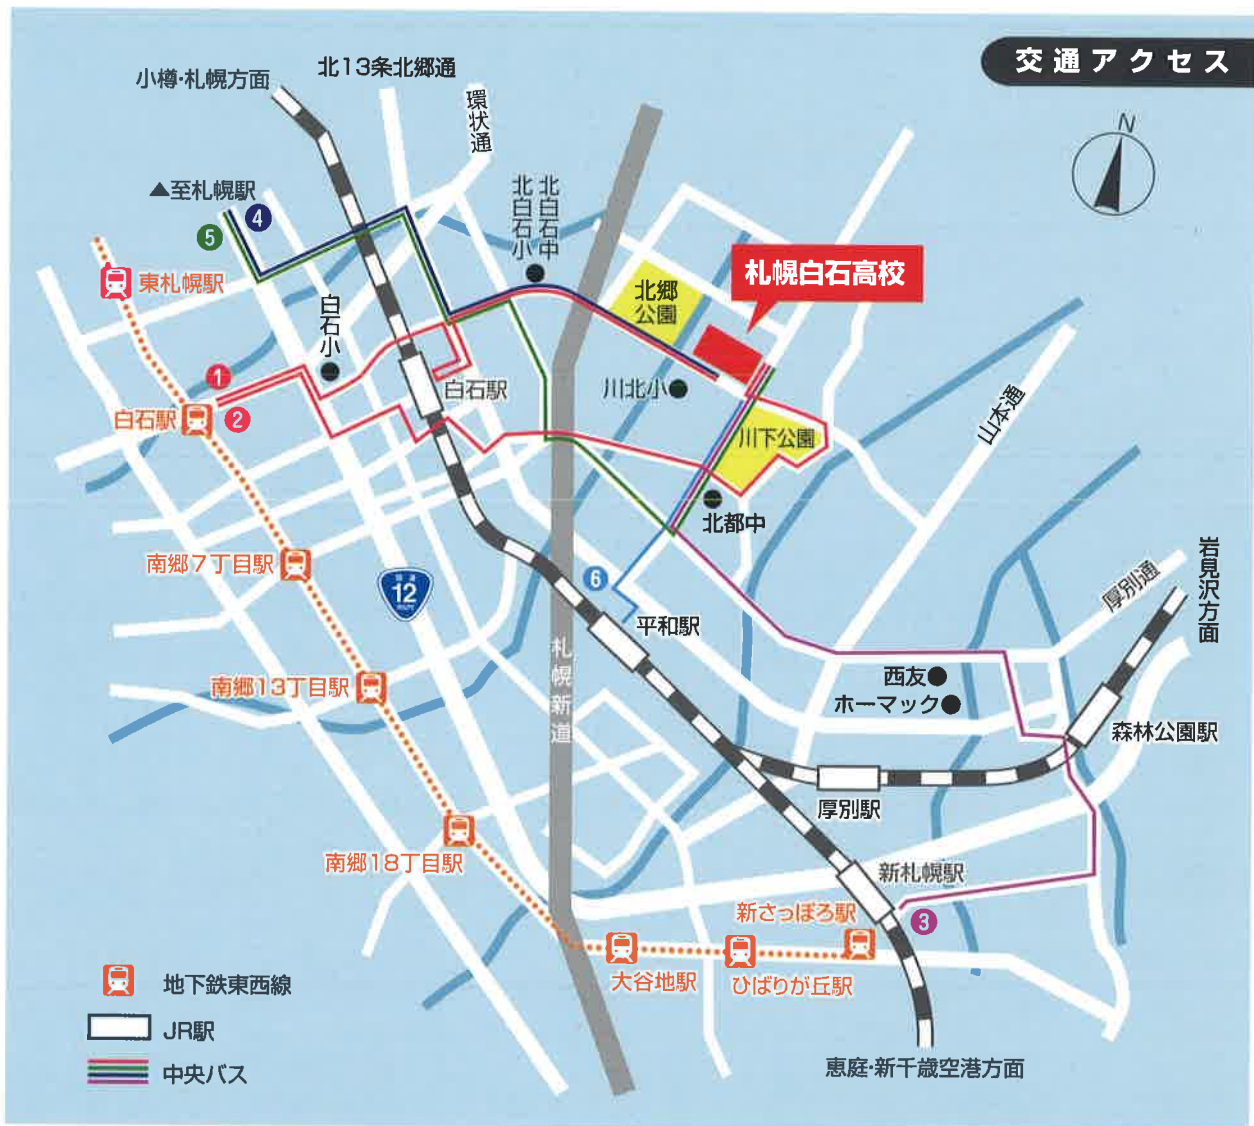 交通アクセス
N
小樽・札幌方面
北13条北郷通
環状通
▲至札幌駅
4
5
北白石中
北白石小
札幌白石高校
東札幌駅
北郷
公園
白石小
1
白石駅
川北小
白石駅
2
川下公園
山本通
北都中
岩見沢方面
南郷7丁目駅
12
ROUTE
6
厚別通
平和駅
札幌新道
西友
ホーマック
南郷13丁目駅
森林公園駅
厚別駅
南郷18丁目駅
新札幌駅
新さっぽろ駅
3
大谷地駅
ひばりが丘駅
地下鉄東西線
JR駅
中央バス
恵庭・新千歳空港方面